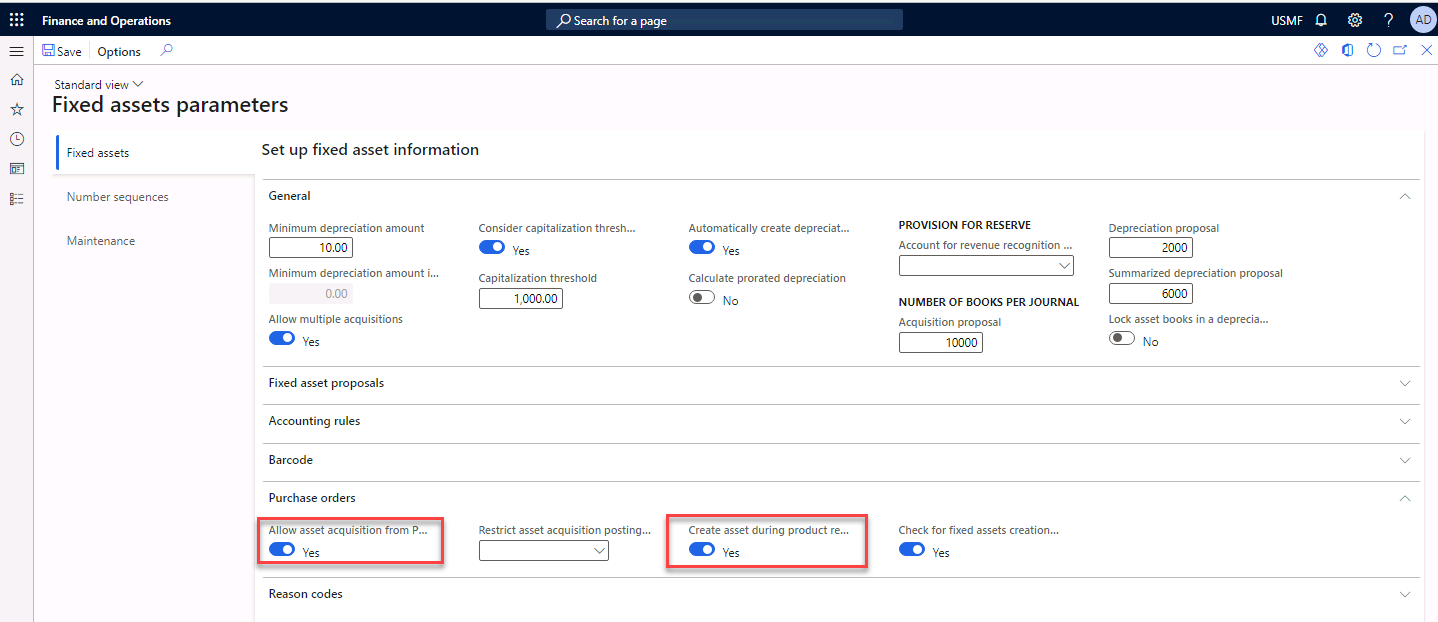 Finance and Operations
Search for a page
USMF
?
AD
Save
Options
Standard view
Fixed assets parameters
Fixed assets
Number sequences
Maintenance
Set up fixed asset information
General
Minimum depreciation amount
10.00
Minimum depreciation amount i...
0.00
Allow multiple acquisitions
Yes
Consider capitalization thresh...
Yes
Capitalization threshold
1,000.00
Automatically create depreciat...
Yes
Calculate prorated depreciation
No
PROVISION FOR RESERVE
Account for revenue recognition ...
NUMBER OF BOOKS PER JOURNAL
Acquisition proposal
10000
Depreciation proposal
2000
Summarized depreciation proposal
6000
Lock asset books in a deprecia...
No
Fixed asset proposals
Accounting rules
Barcode
Purchase orders
Allow asset acquisition from P...
Yes
Restrict asset acquisition posting...
Create asset during product re...
Yes
Check for fixed assets creation...
Yes
Reason codes